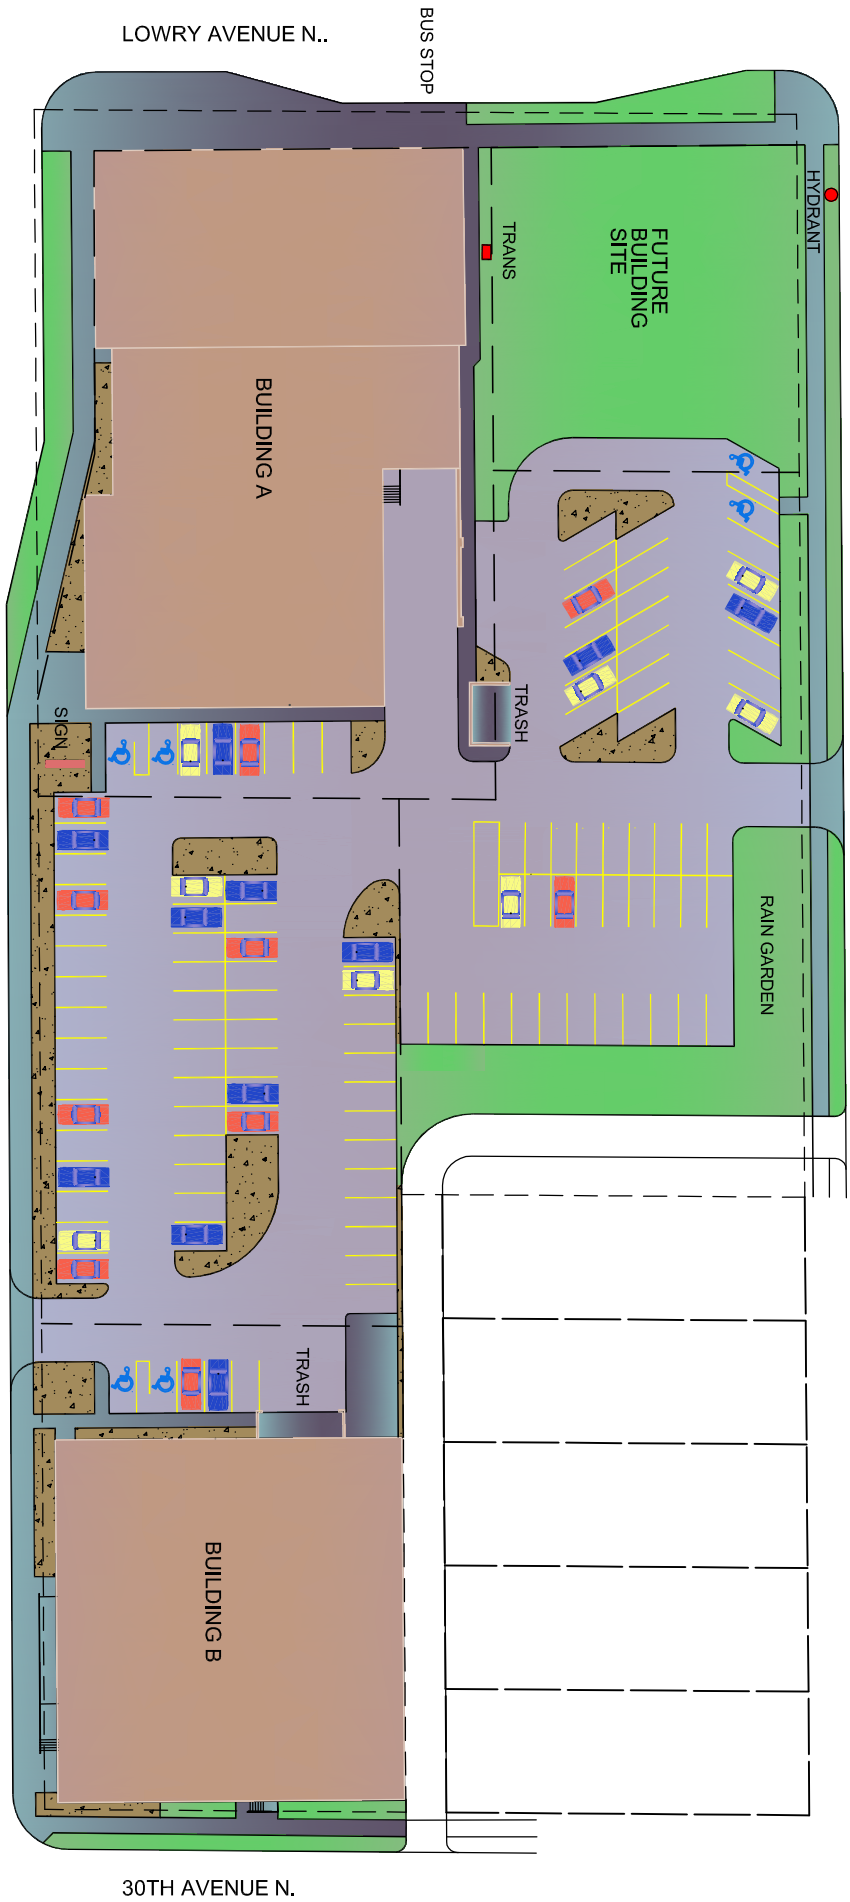 LOWRY AVENUE N..
BUS STOP
HYDRANT
TRANS
FUTURE
BUILDING
SITE
BUILDING A
TRASH
SIGN
RAIN GARDEN
TRASH
BUILDING B
30TH AVENUE N.